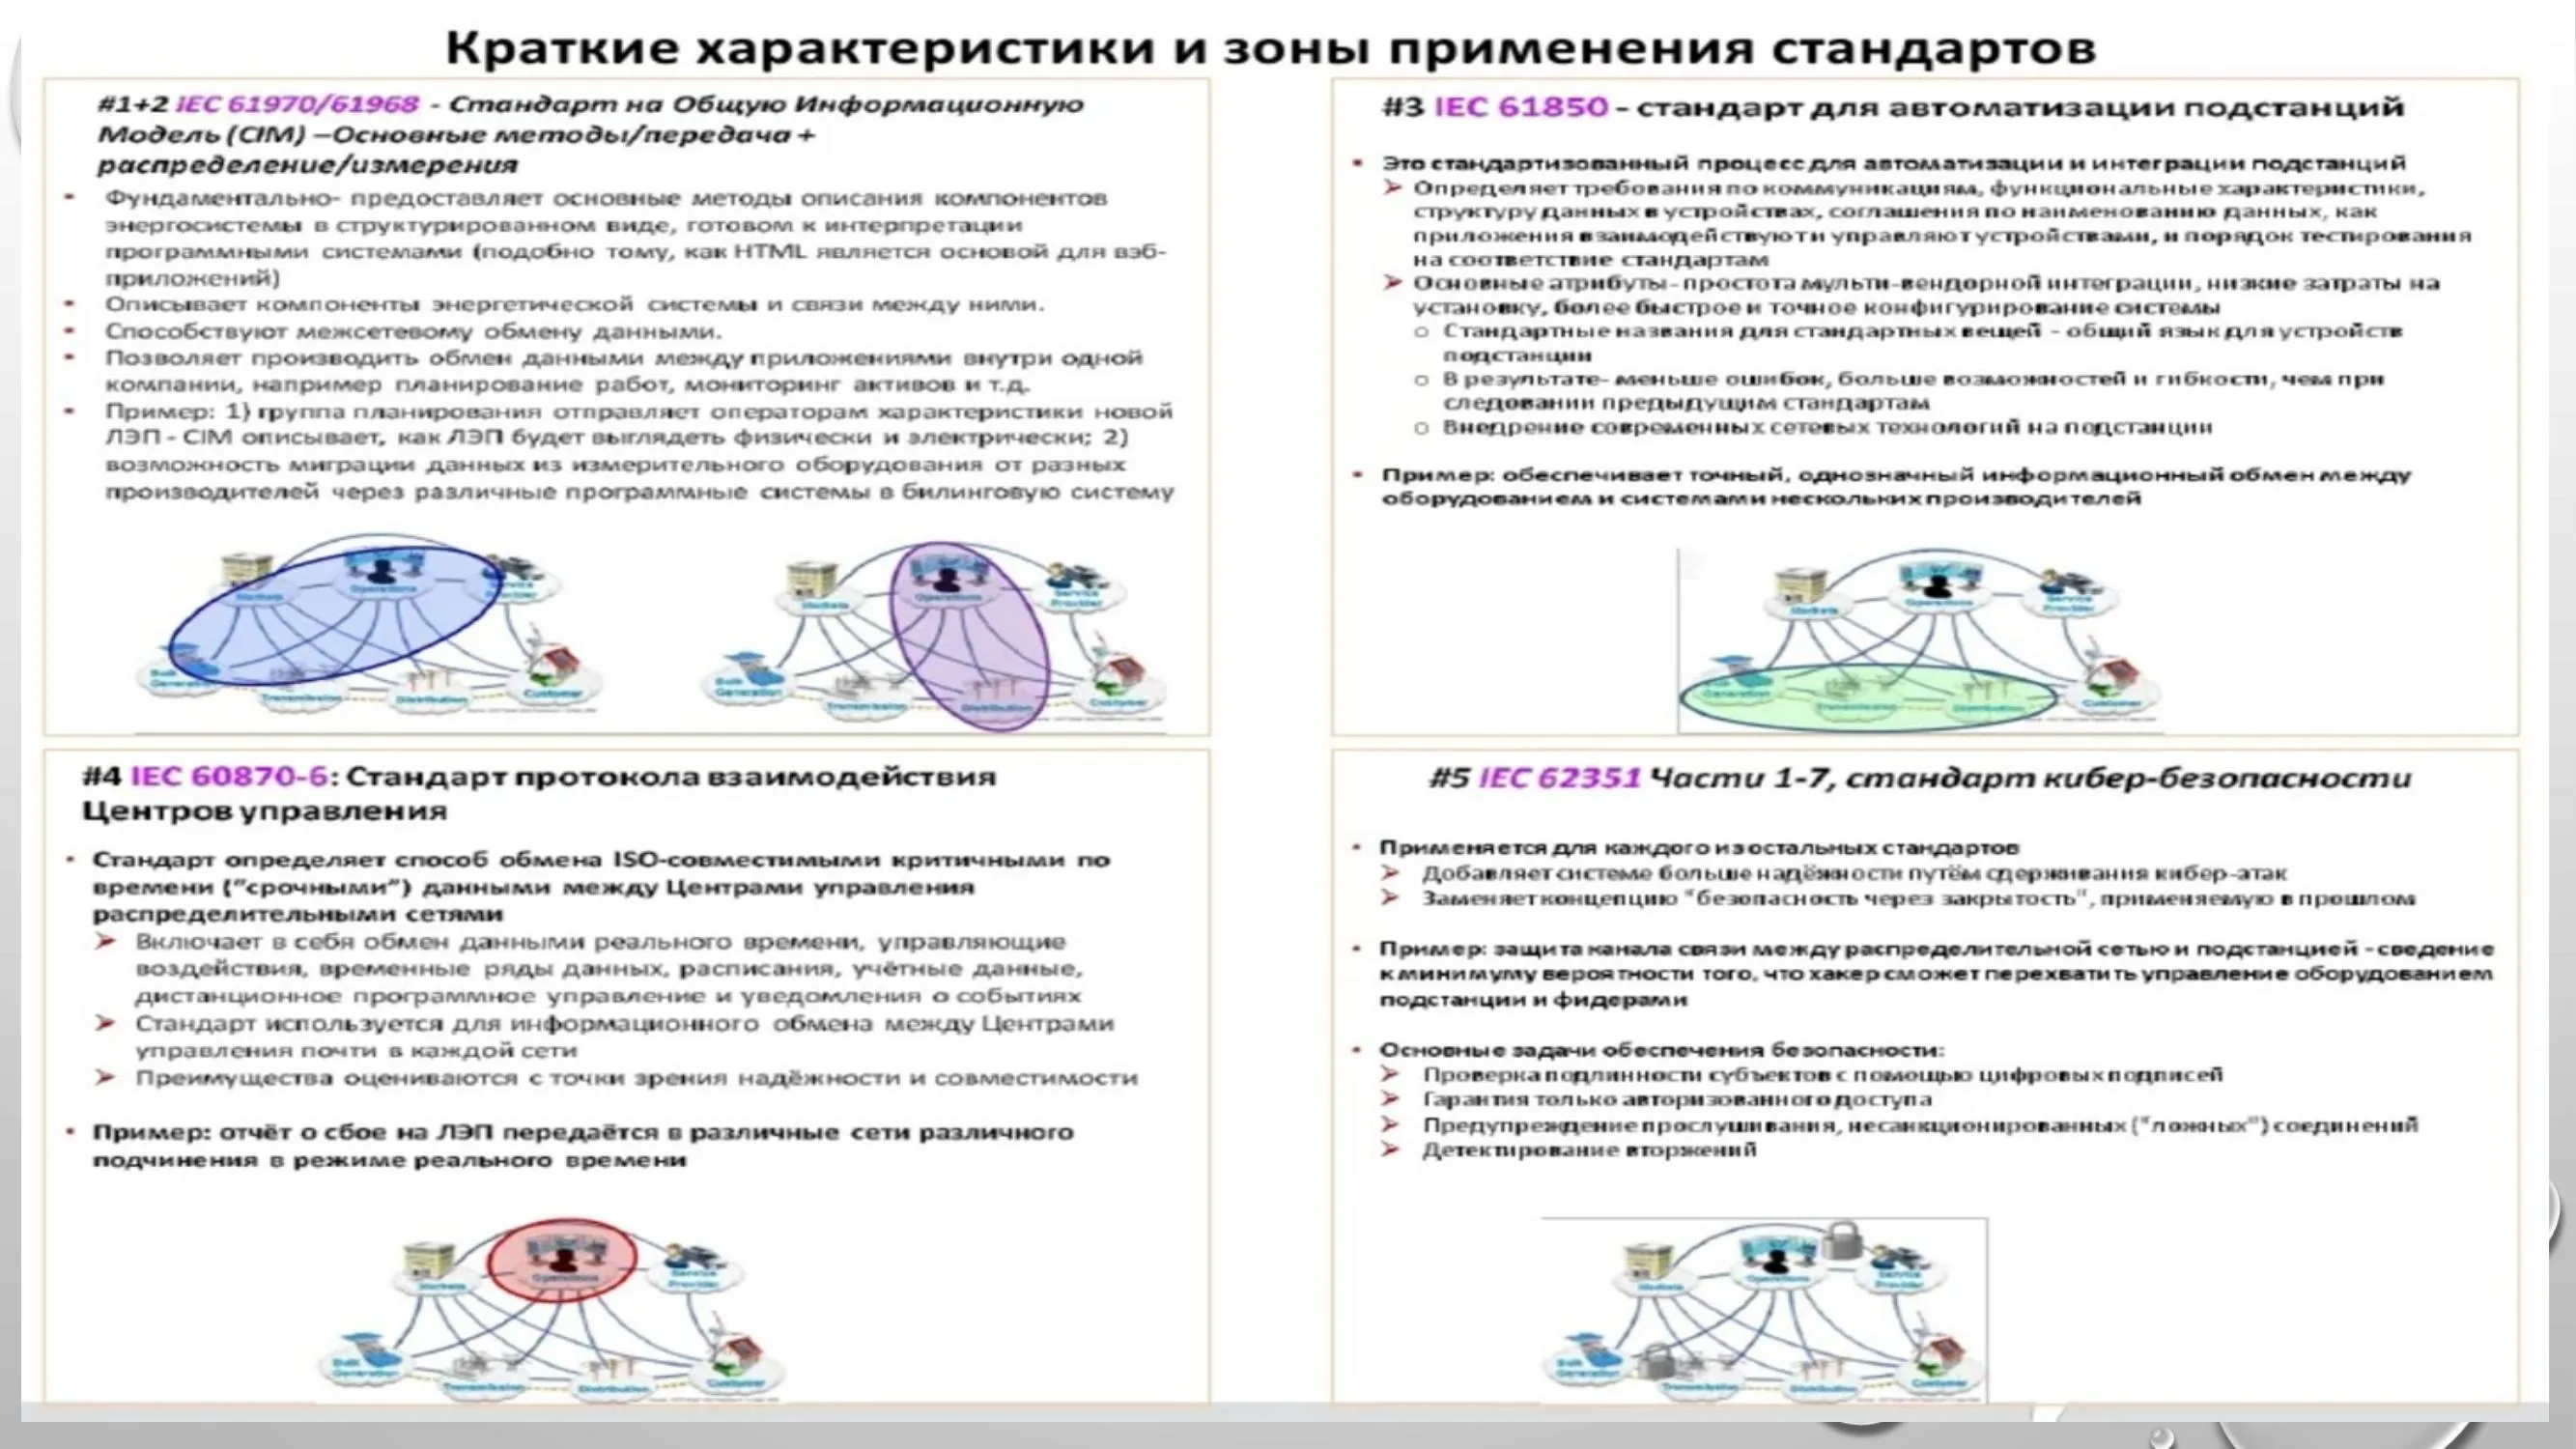 Краткие характеристики и зоны применения стандартов
#1+2 IEC 61970/61968 - Стандарт на Общую Информационную
Модель (CIM) –Основные методы/передача +
распределение/измерения
• Фундаментально- предоставляет основные методы описания компонентов
энергосистемы в структурированном виде, готовом к интерпретации
программными системами (подобно тому, как HTML является основой для вэб-
приложений)
• Описывает компоненты энергетической системы и связи между ними.
• Способствуют межсетевому обмену данными.
• Позволяет производить обмен данными между приложениями внутри одной
компании, например планирование работ, мониторинг активов и т.д.
• Пример: 1) группа планирования отправляет операторам характеристики новой
ЛЭП - CIM описывает, как ЛЭП будет выглядеть физически и электрически; 2)
возможность миграции данных из измерительного оборудования от разных
производителей через различные программные системы в билинговую систему
Markets
Operations
Service
Provider
Bulk
Generation
Transmission
Distribution
Customer
Markets
Operations
Service
Provider
Bulk
Generation
Transmission
Distribution
Customer
#3 IEC 61850 - стандарт для автоматизации подстанций
• Это стандартизованный процесс для автоматизации и интеграции подстанций
➢ Определяет требования по коммуникациям, функциональные характеристики,
структуру данных в устройствах, соглашения по наименованию данных, как
приложения взаимодействуют и управляют устройствами, и порядок тестирования
на соответствие стандартам
➢ Основные атрибуты - простота мульти-вендорной интеграции, низкие затраты на
установку, более быстрое и точное конфигурирование системы
o Стандартные названия для стандартных вещей - общий язык для устройств
подстанции
o В результате- меньше ошибок, больше возможностей и гибкости, чем при
следовании предыдущим стандартам
o Внедрение современных сетевых технологий на подстанции
• Пример: обеспечивает точный, однозначный информационный обмен между
оборудованием и системами нескольких производителей
Markets
Operations
Service
Provider
Bulk
Generation
Transmission
Distribution
Customer
#4 IEC 60870-6: Стандарт протокола взаимодействия
Центров управления
• Стандарт определяет способ обмена ISO-совместимыми критичными по
времени (“срочными”) данными между Центрами управления
распределительными сетями
➢ Включает в себя обмен данными реального времени, управляющие
воздействия, временные ряды данных, расписания, учётные данные,
дистанционное программное управление и уведомления о событиях
➢ Стандарт используется для информационного обмена между Центрами
управления почти в каждой сети
➢ Преимущества оцениваются с точки зрения надёжности и совместимости
• Пример: отчёт о сбое на ЛЭП передаётся в различные сети различного
подчинения в режиме реального времени
Markets
Operations
Service
Provider
Bulk
Generation
Transmission
Distribution
Customer
#5 IEC 62351 Части 1-7, стандарт кибер-безопасности
• Применяется для каждого из остальных стандартов
➢ Добавляет системе больше надёжности путём сдерживания кибер-атак
➢ Заменяет концепцию “безопасность через закрытость”, применяемую в прошлом
• Пример: защита канала связи между распределительной сетью и подстанцией - сведение
к минимуму вероятности того, что хакер сможет перехватить управление оборудованием
подстанции и фидерами
• Основные задачи обеспечения безопасности:
➢ Проверка подлинности субъектов с помощью цифровых подписей
➢ Гарантия только авторизованного доступа
➢ Предупреждение прослушивания, несанкционированных (“ложных”) соединений
➢ Детектирование вторжений
Markets
Operations
Service
Provider
Bulk
Generation
Transmission
Distribution
Customer